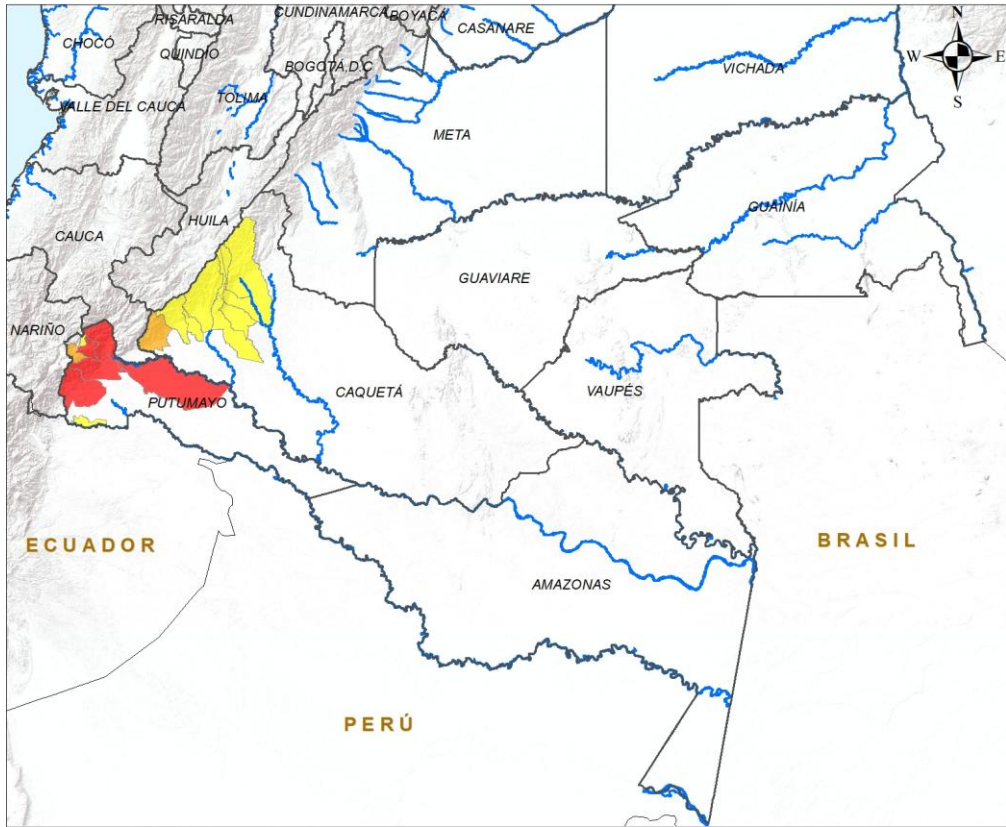 RISARALDA
CUNDINAMARCA
BOYACÁ
CASANARE
N
CHOCÓ
QUINDÍO
BOGOTÁ D.C
W
E
VICHADA
S
VALLE DEL CAUCA
TOLIMA
META
HUILA
GUAINÍA
CAUCA
GUAVIARE
NARIÑO
CAQUETÁ
VAUPÉS
PUTUMAYO
ECUADOR
BRASIL
AMAZONAS
PERÚ